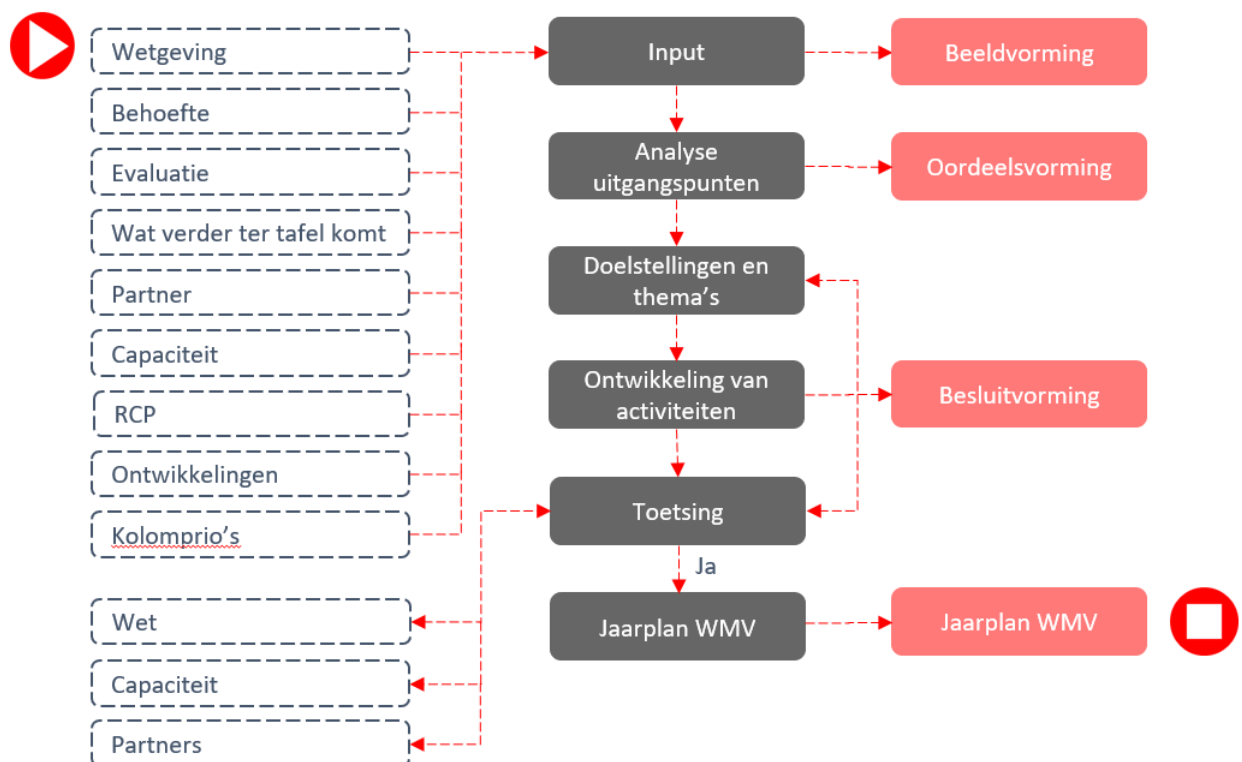 Wetgeving
Behoefte
Evaluatie
Wat verder ter tafel komt
Partner
Capaciteit
RCP
Ontwikkelingen
Kolomprio's
Wet
Capaciteit
Partners
Input
Analyse
uitgangspunten
Doelstellingen en
thema's
Ontwikkeling van
activiteiten
Toetsing
Ja
Jaarplan WMV
Beeldvorming
Oordeelsvorming
Besluitvorming
Jaarplan WMV